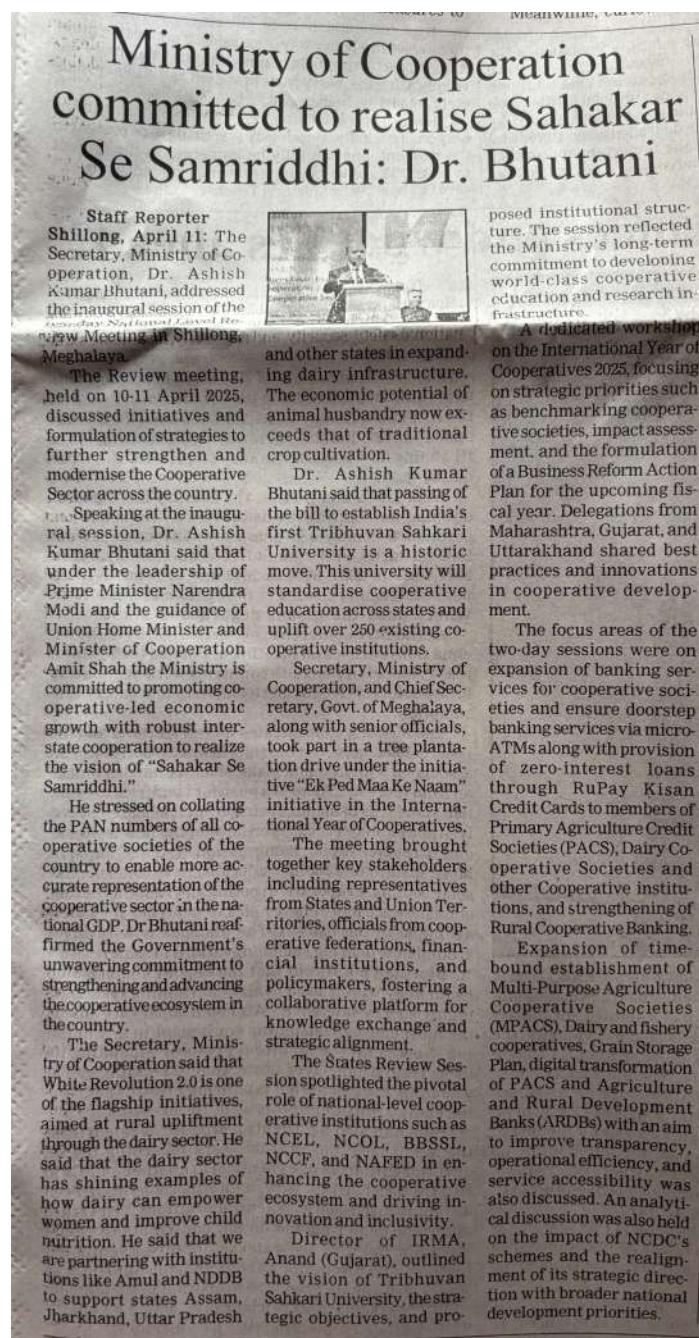 Meanwhile,
Ministry of Cooperation
committed to realise Sahakar
Se Samriddhi: Dr. Bhutani
Staff Reporter
Shillong, April 11: The
Secretary, Ministry of Co-
operation, Dr. Ashish
Kumar Bhutani, addressed
the inaugural session of the
National Level Re-
view Meeting in Shillong,
Meghalaya.
The Review meeting,
held on 10-11 April 2025,
discussed initiatives and
formulation of strategies to
further strengthen and
modernise the Cooperative
Sector across the country.
Speaking at the inaugu-
ral session, Dr. Ashish
Kumar Bhutani said that
under the leadership of
Prime Minister Narendra
Modi and the guidance of
Union Home Minister and
Minister of Cooperation
Amit Shah the Ministry is
committed to promoting co-
operative-led economic
growth with robust inter-
state cooperation to realize
the vision of "Sahakar Se
Samriddhi."
He stressed on collating
the PAN numbers of all co-
operative societies of the
country to enable more ac-
curate representation of the
cooperative sector in the na-
tional GDP. Dr Bhutani reaf-
firmed the Government's
unwavering commitment to
strengthening and advancing
the cooperative ecosystem in
the country.
The Secretary, Minis-
try of Cooperation said that
White Revolution 2.0 is one
of the flagship initiatives,
aimed at rural upliftment
through the dairy sector. He
said that the dairy sector
has shining examples of
how dairy can empower
women and improve child
nutrition. He said that we
are partnering with institu-
tions like Amul and NDDB
to support states Assam,
Jharkhand, Uttar Pradesh
and other states in expand-
ing dairy infrastructure.
The economic potential of
animal husbandry now ex-
ceeds that of traditional
crop cultivation.
Dr. Ashish Kumar
Bhutani said that passing of
the bill to establish India's
first Tribhuvan Sahkari
University is a historic
move. This university will
standardise cooperative
education across states and
uplift over 250 existing co-
operative institutions.
Secretary, Ministry of
Cooperation, and Chief Sec-
retary, Govt. of Meghalaya,
along with senior officials,
took part in a tree planta-
tion drive under the initia-
tive "Ek Ped Maa Ke Naam"
initiative in the Interna-
tional Year of Cooperatives.
The meeting brought
together key stakeholders
including representatives
from States and Union Ter-
ritories, officials from coop-
erative federations, finan-
cial institutions, and
policymakers, fostering a
collaborative platform for
knowledge exchange and
strategic alignment.
The States Review Ses-
sion spotlighted the pivotal
role of national-level coop-
erative institutions such as
NCEL, NCOL, BBSSL,
NCCF, and NAFED in en-
hancing the cooperative
ecosystem and driving in-
novation and inclusivity.
Director of IRMA,
Anand (Gujarat), outlined
the vision of Tribhuvan
Sahkari University, the stra-
tegic objectives, and pro-
posed institutional struc-
ture. The session reflected
the Ministry's long-term
commitment to developing
world-class cooperative
education and research in-
frastructure.
A dedicated workshop
on the International Year of
Cooperatives 2025, focusing
on strategic priorities such
as benchmarking coopera-
tive societies, impact assess-
ment, and the formulation
of a Business Reform Action
Plan for the upcoming fis-
cal year. Delegations from
Maharashtra, Gujarat, and
Uttarakhand shared best
practices and innovations
in cooperative develop-
ment.
The focus areas of the
two-day sessions were on
expansion of banking ser-
vices for cooperative soci-
eties and ensure doorstep
banking services via micro-
ATMs along with provision
of zero-interest loans
through RuPay Kisan
Credit Cards to members of
Primary Agriculture Credit
Societies (PACS), Dairy Co-
operative Societies and
other Cooperative institu-
tions, and strengthening of
Rural Cooperative Banking.
Expansion of time-
bound establishment of
Multi-Purpose Agriculture
Cooperative Societies
(MPACS), Dairy and fishery
cooperatives, Grain Storage
Plan, digital transformation
of PACS and Agriculture
and Rural Development
Banks (ARDBs) with an aim
to improve transparency,
operational efficiency, and
service accessibility was
also discussed. An analyti-
cal discussion was also held
on the impact of NCDC's
schemes and the realign-
ment of its strategic direc-
tion with broader national
development priorities.